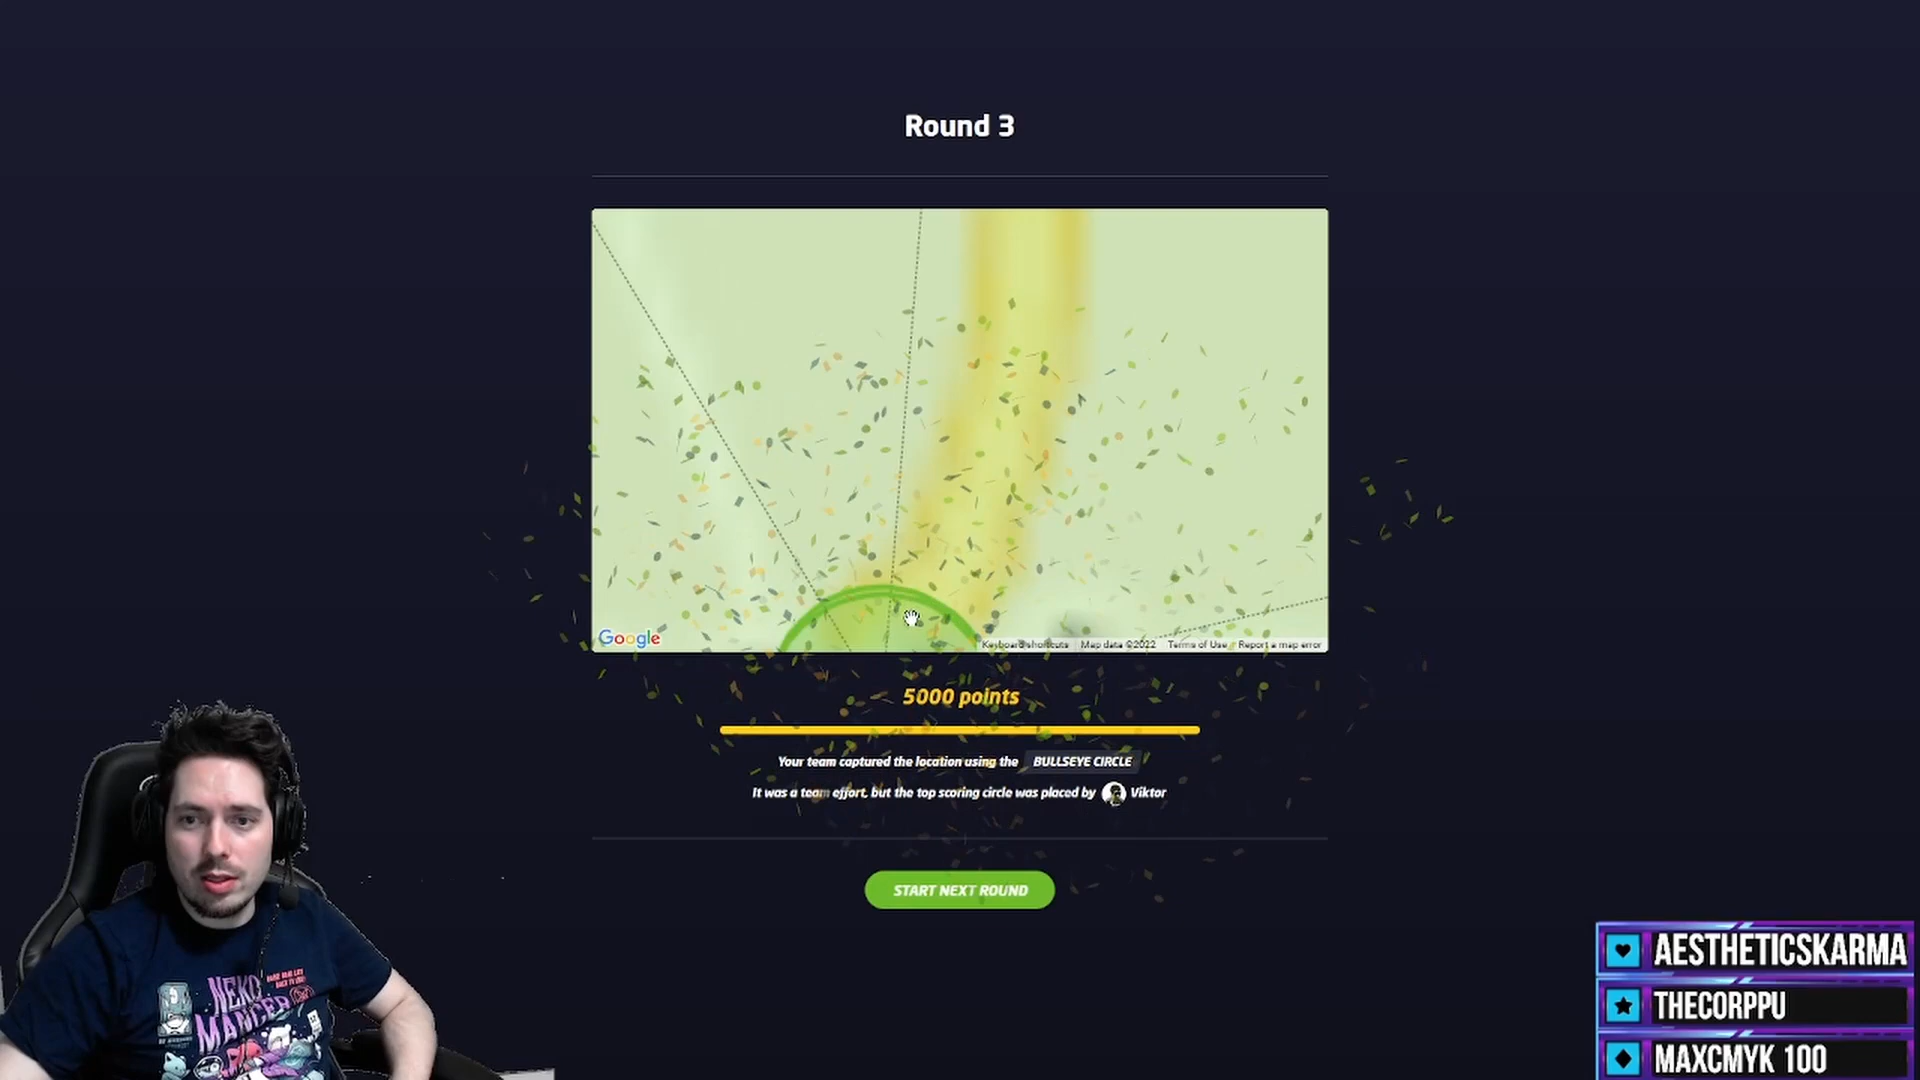 Round 3
Google
Keyboard shortcuts
Map data ©2022
Terms of Use
Report a map error
5000 points
Your team captured the location using the BULLSEYE CIRCLE
It was a team effort, but the top scoring circle was placed by Viktor
START NEXT ROUND
NEKO
MANCER
AESTHETICSKARMA
THECORPPU
MAXCMYK 100